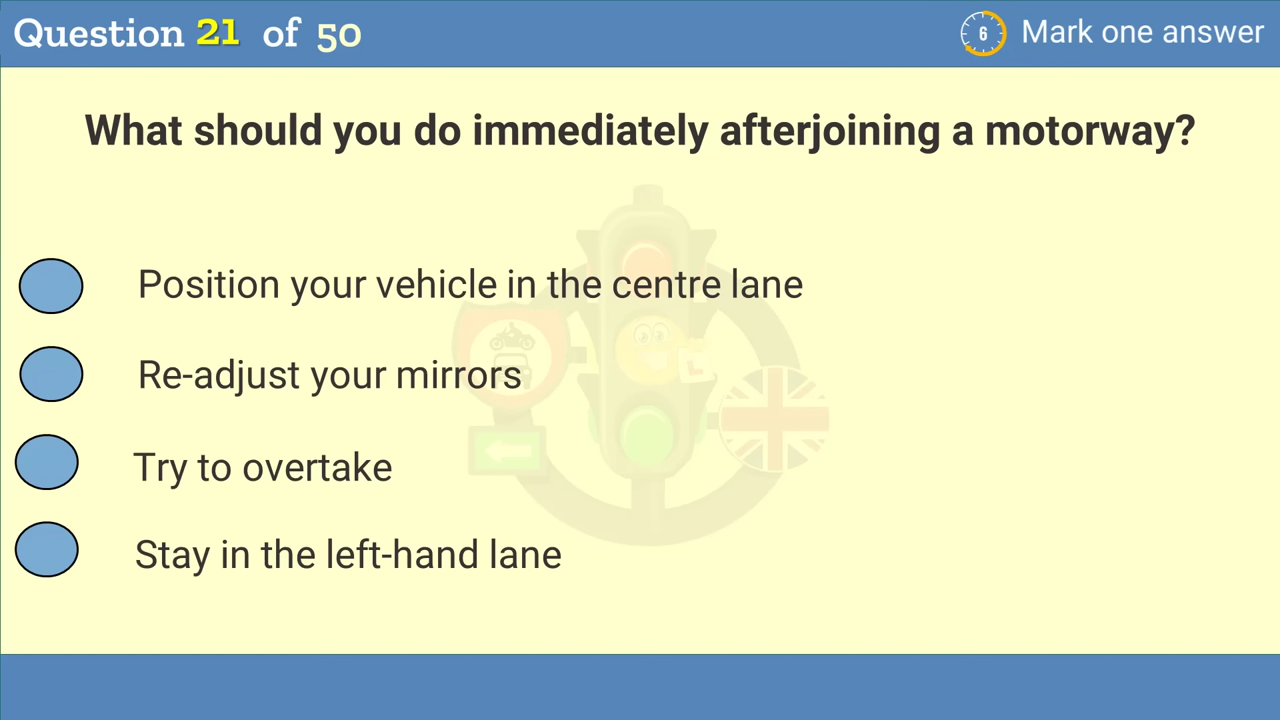 Question 21 of 50
6 Mark one answer
What should you do immediately afterjoining a motorway?
Position your vehicle in the centre lane
Re-adjust your mirrors
Try to overtake
Stay in the left-hand lane